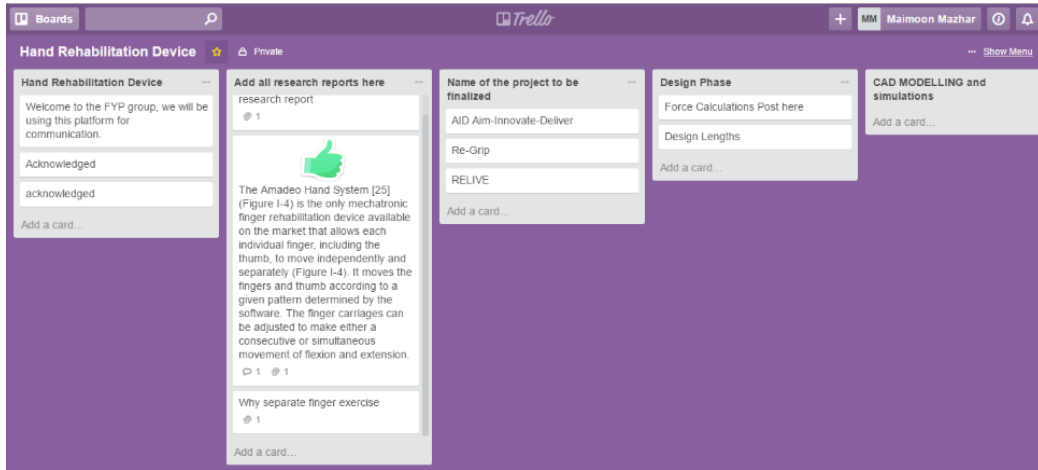 Boards
Trello
+
MM Maimoon Mazhar
Hand Rehabilitation Device
Private
... Show Menu
Hand Rehabilitation Device ...
Welcome to the FYP group, we will be
using this platform for
communication.
Acknowledged
acknowledged
Add a card...
Add all research reports here ...
research report
1
The Amadeo Hand System [25]
(Figure I-4) is the only mechatronic
finger rehabilitation device available
on the market that allows each
individual finger, including the
thumb, to move independently and
separately (Figure I-4). It moves the
fingers and thumb according to a
given pattern determined by the
software. The finger carriages can
be adjusted to make either a
consecutive or simultaneous
movement of flexion and extension.
1 1
Why separate finger exercise
1
Add a card...
Name of the project to be ...
finalized
AID Aim-Innovate-Deliver
Re-Grip
RELIVE
Add a card...
Design Phase ...
Force Calculations Post here
Design Lengths
Add a card...
CAD MODELLING and
simulations
Add a card...